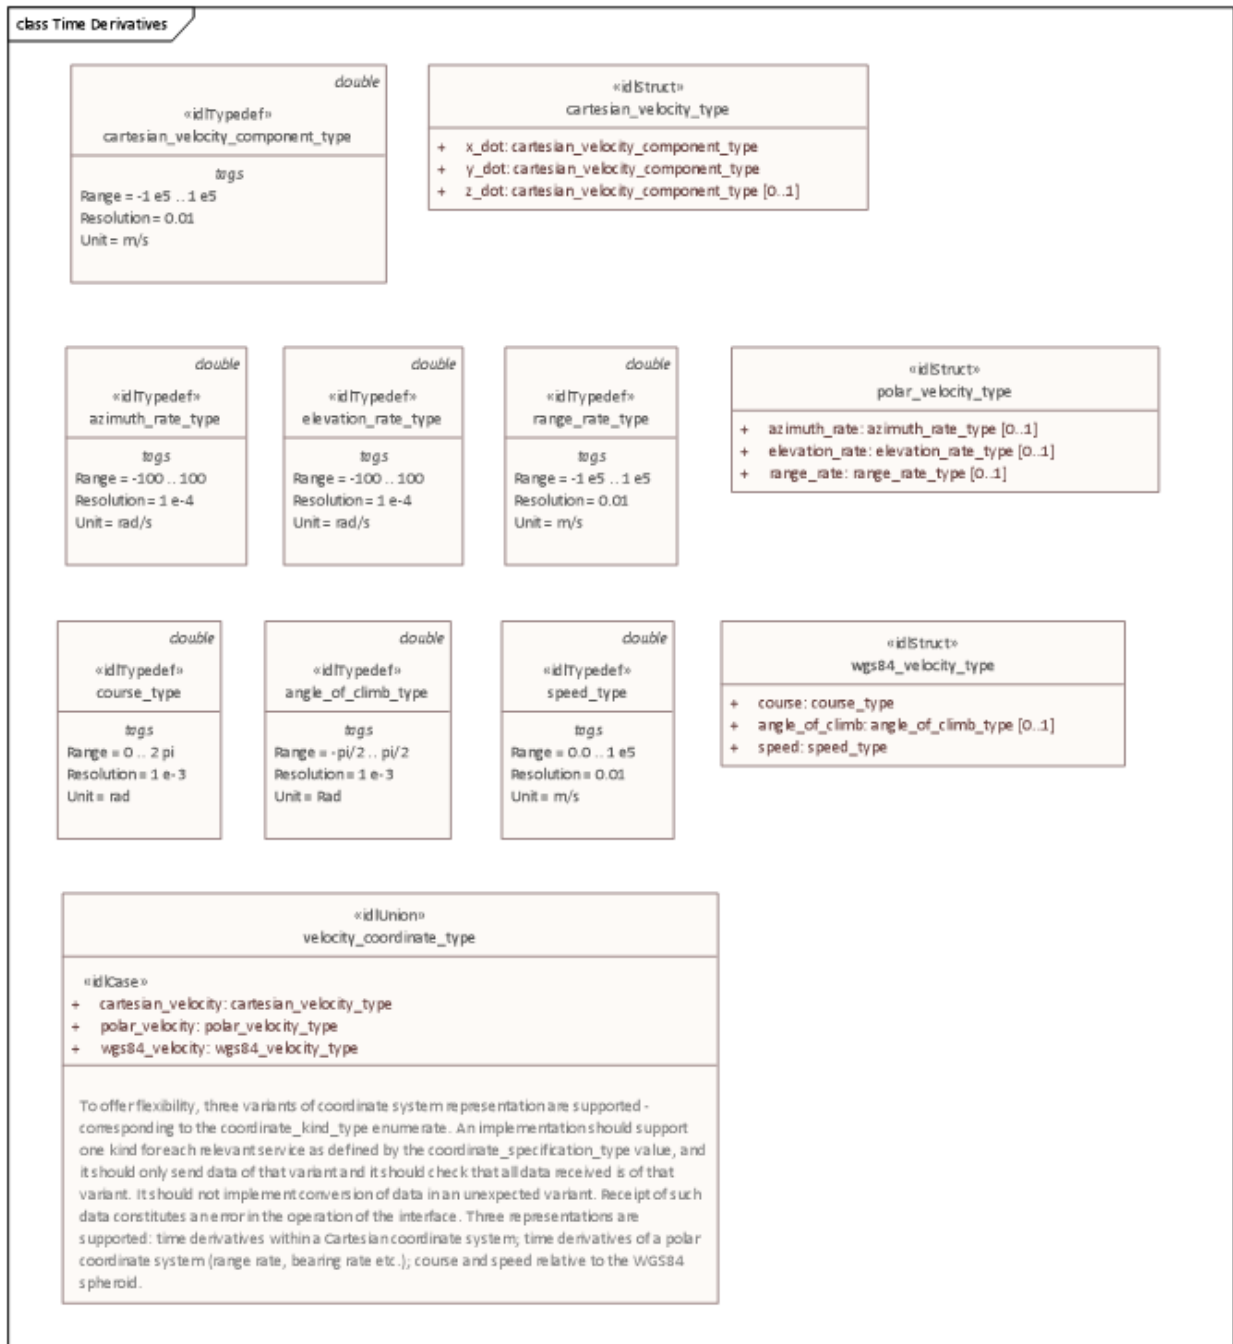 class Time Derivatives
double
«idlTypedef»
cartesian_velocity_component_type
tags
Range = -1 e5 .. 1 e5
Resolution = 0.01
Unit = m/s
«idlStruct»
cartesian_velocity_type
+ x_dot: cartesian_velocity_component_type
+ y_dot: cartesian_velocity_component_type
+ z_dot: cartesian_velocity_component_type [0..1]
double
«idlTypedef»
azimuth_rate_type
tags
Range = -100 .. 100
Resolution = 1 e-4
Unit = rad/s
double
«idlTypedef»
elevation_rate_type
tags
Range = -100 .. 100
Resolution = 1 e-4
Unit = rad/s
double
«idlTypedef»
range_rate_type
tags
Range = -1 e5 .. 1 e5
Resolution = 0.01
Unit = m/s
«idlStruct»
polar_velocity_type
+ azimuth_rate: azimuth_rate_type [0..1]
+ elevation_rate: elevation_rate_type [0..1]
+ range_rate: range_rate_type [0..1]
double
«idlTypedef»
course_type
tags
Range = 0 .. 2 pi
Resolution = 1 e-3
Unit = rad
double
«idlTypedef»
angle_of_climb_type
tags
Range = -pi/2 .. pi/2
Resolution = 1 e-3
Unit = Rad
double
«idlTypedef»
speed_type
tags
Range = 0.0 .. 1 e5
Resolution = 0.01
Unit = m/s
«idlStruct»
wgs84_velocity_type
+ course: course_type
+ angle_of_climb: angle_of_climb_type [0..1]
+ speed: speed_type
«idlUnion»
velocity_coordinate_type
«idlCase»
+ cartesian_velocity: cartesian_velocity_type
+ polar_velocity: polar_velocity_type
+ wgs84_velocity: wgs84_velocity_type
To offer flexibility, three variants of coordinate system representation are supported -
corresponding to the coordinate_kind_type enumerate. An implementation should support
one kind for each relevant service as defined by the coordinate_specification_type value, and
it should only send data of that variant and it should check that all data received is of that
variant. It should not implement conversion of data in an unexpected variant. Receipt of such
data constitutes an error in the operation of the interface. Three representations are
supported: time derivatives within a Cartesian coordinate system; time derivatives of a polar
coordinate system (range rate, bearing rate etc.); course and speed relative to the WGS84
spheroid.